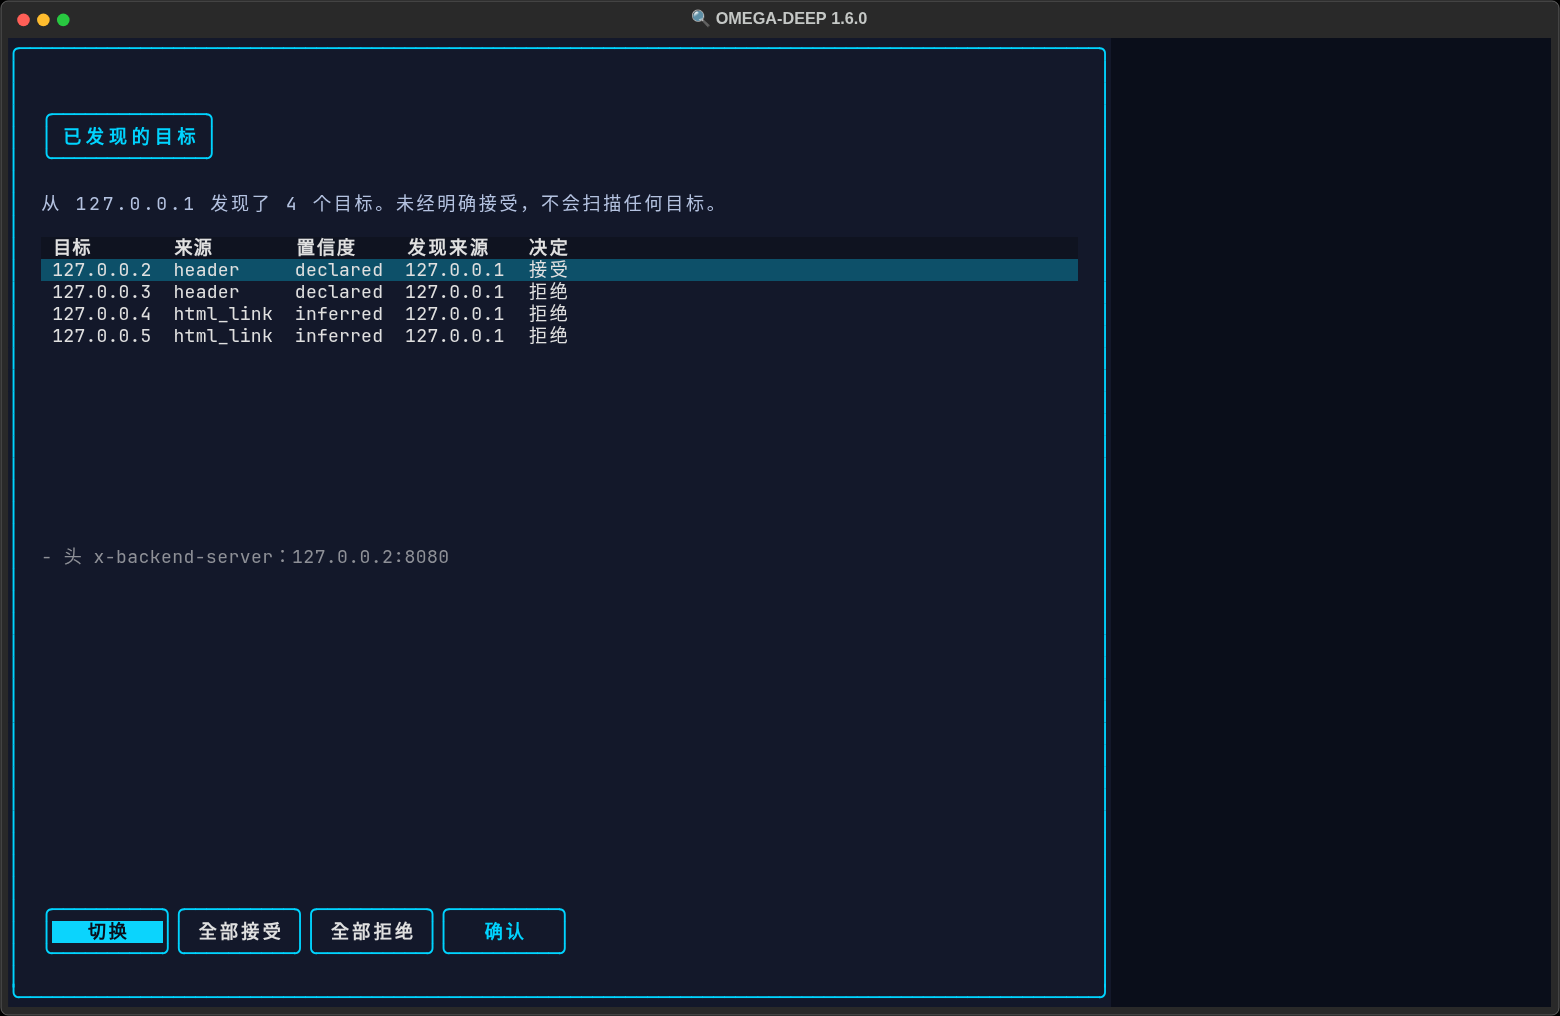 🔍 OMEGA-DEEP 1.6.0
已发现的目标
从 127.0.0.1 发现了 4 个目标。未经明确接受，不会扫描任何目标。
目标 来源 置信度 发现来源 决定
127.0.0.2 header declared 127.0.0.1 接受
127.0.0.3 header declared 127.0.0.1 拒绝
127.0.0.4 html_link inferred 127.0.0.1 拒绝
127.0.0.5 html_link inferred 127.0.0.1 拒绝
- 头 x-backend-server：127.0.0.2:8080
切换 全部接受 全部拒绝 确认